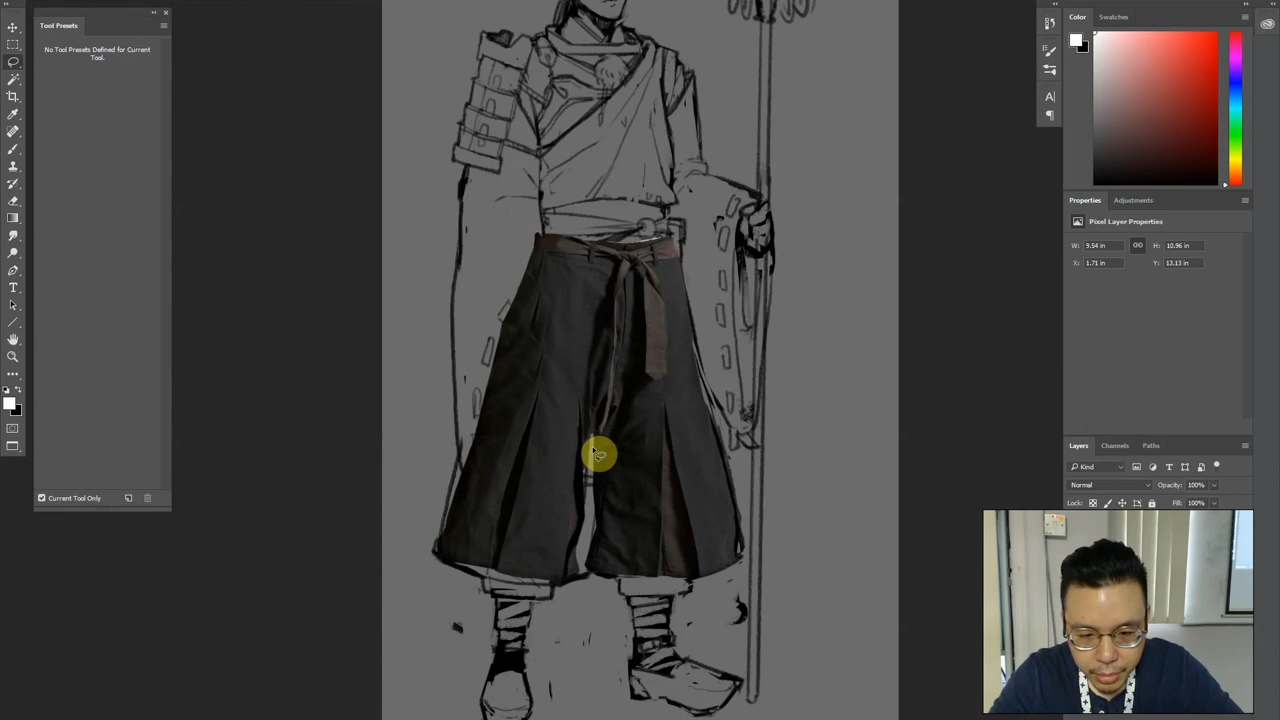 Tool Presets
No Tool Presets Defined for Current
Tool.
Current Tool Only
Color
Swatches
Properties
Adjustments
Pixel Layer Properties
W: 9.54 in
H: 10.96 in
X: 1.71 in
Y: 13.13 in
Layers
Channels
Paths
Kind
Normal
Opacity: 100%
Lock:
Fill: 100%